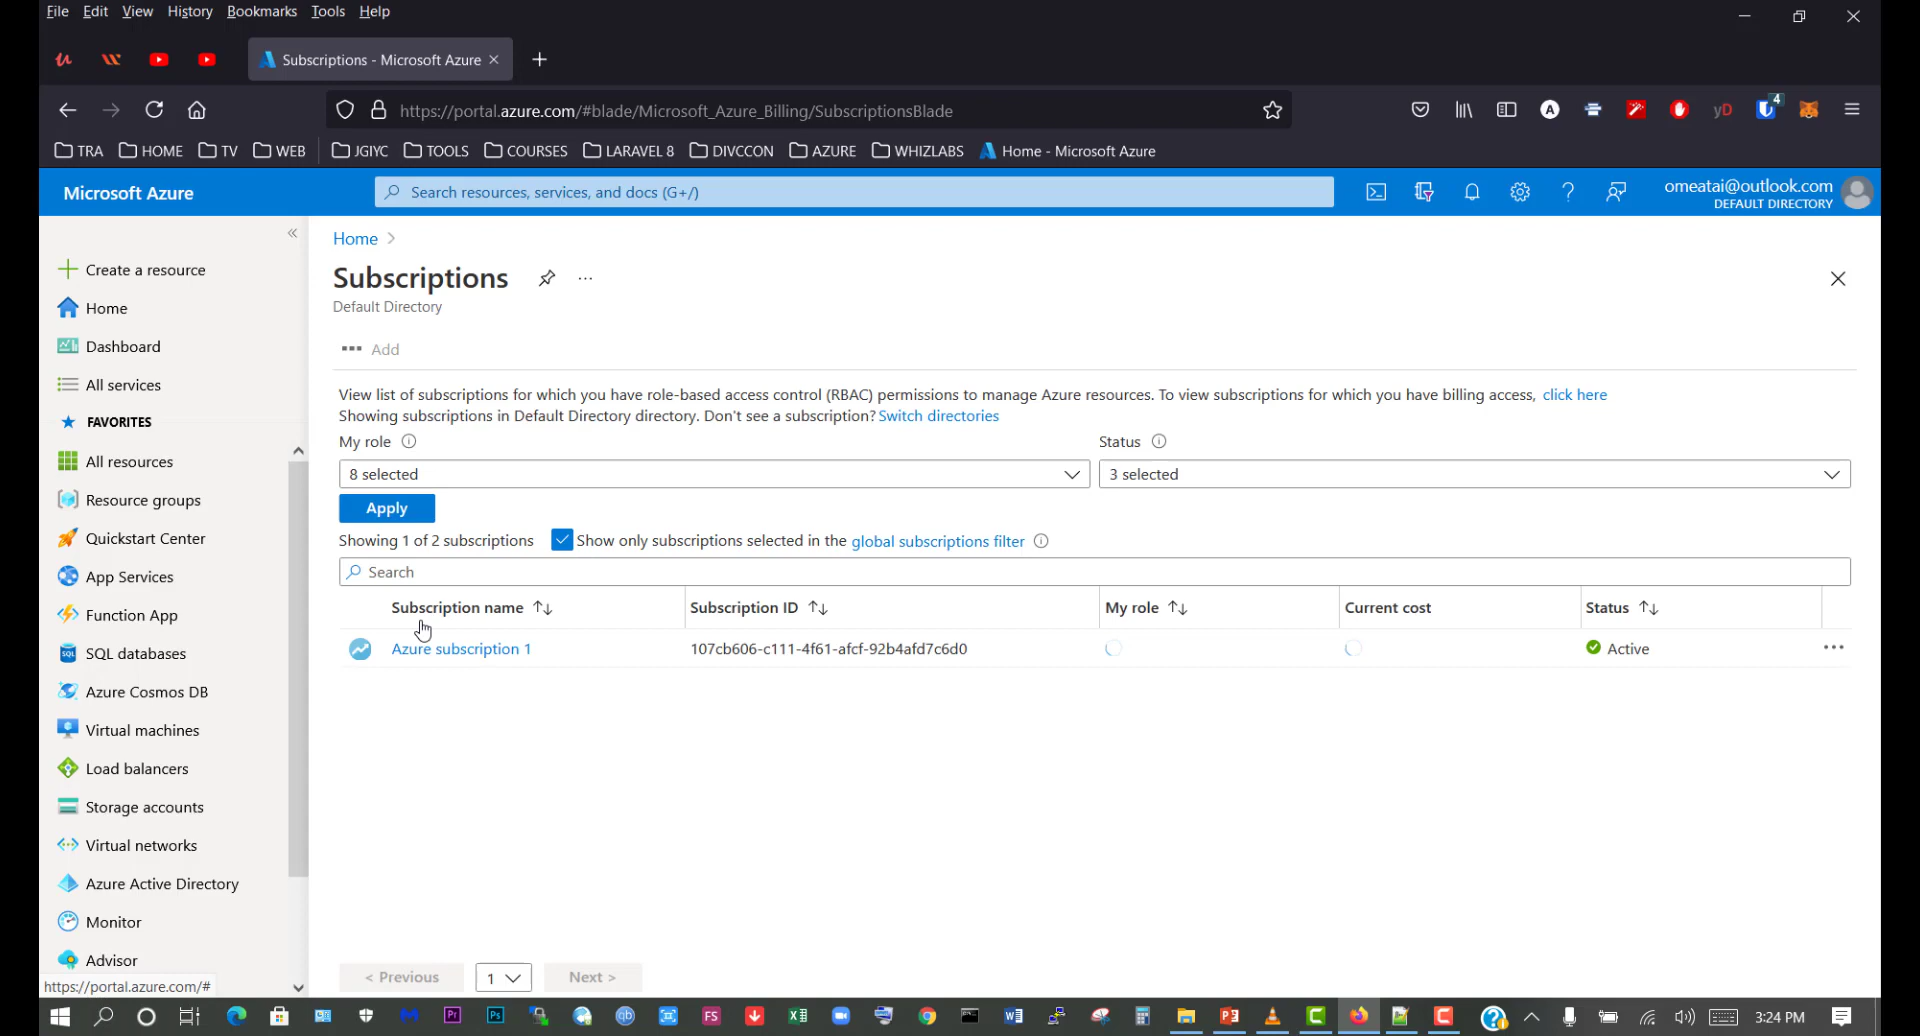 File Edit View History Bookmarks Tools Help
Subscriptions - Microsoft Azure
https://portal.azure.com/#blade/Microsoft_Azure_Billing/SubscriptionsBlade
A
yD
4
TRA HOME TV WEB JGIYC TOOLS COURSES LARAVEL 8 DIVCCON AZURE WHIZLABS Home - Microsoft Azure
Microsoft Azure
Search resources, services, and docs (G+/)
omeatai@outlook.com
DEFAULT DIRECTORY
Create a resource
Home
Dashboard
All services
FAVORITES
All resources
Resource groups
Quickstart Center
App Services
Function App
SQL databases
Azure Cosmos DB
Virtual machines
Load balancers
Storage accounts
Virtual networks
Azure Active Directory
Monitor
Advisor
https://portal.azure.com/#
Home >
Subscriptions
Default Directory
Add
View list of subscriptions for which you have role-based access control (RBAC) permissions to manage Azure resources. To view subscriptions for which you have billing access, click here
Showing subscriptions in Default Directory directory. Don't see a subscription? Switch directories
My role Status
8 selected 3 selected
Apply
Showing 1 of 2 subscriptions Show only subscriptions selected in the global subscriptions filter
Search
Subscription name Subscription ID My role Current cost Status
Azure subscription 1 107cb606-c111-4f61-afcf-92b4afd7c6d0 Active
< Previous 1 Next >
3:24 PM